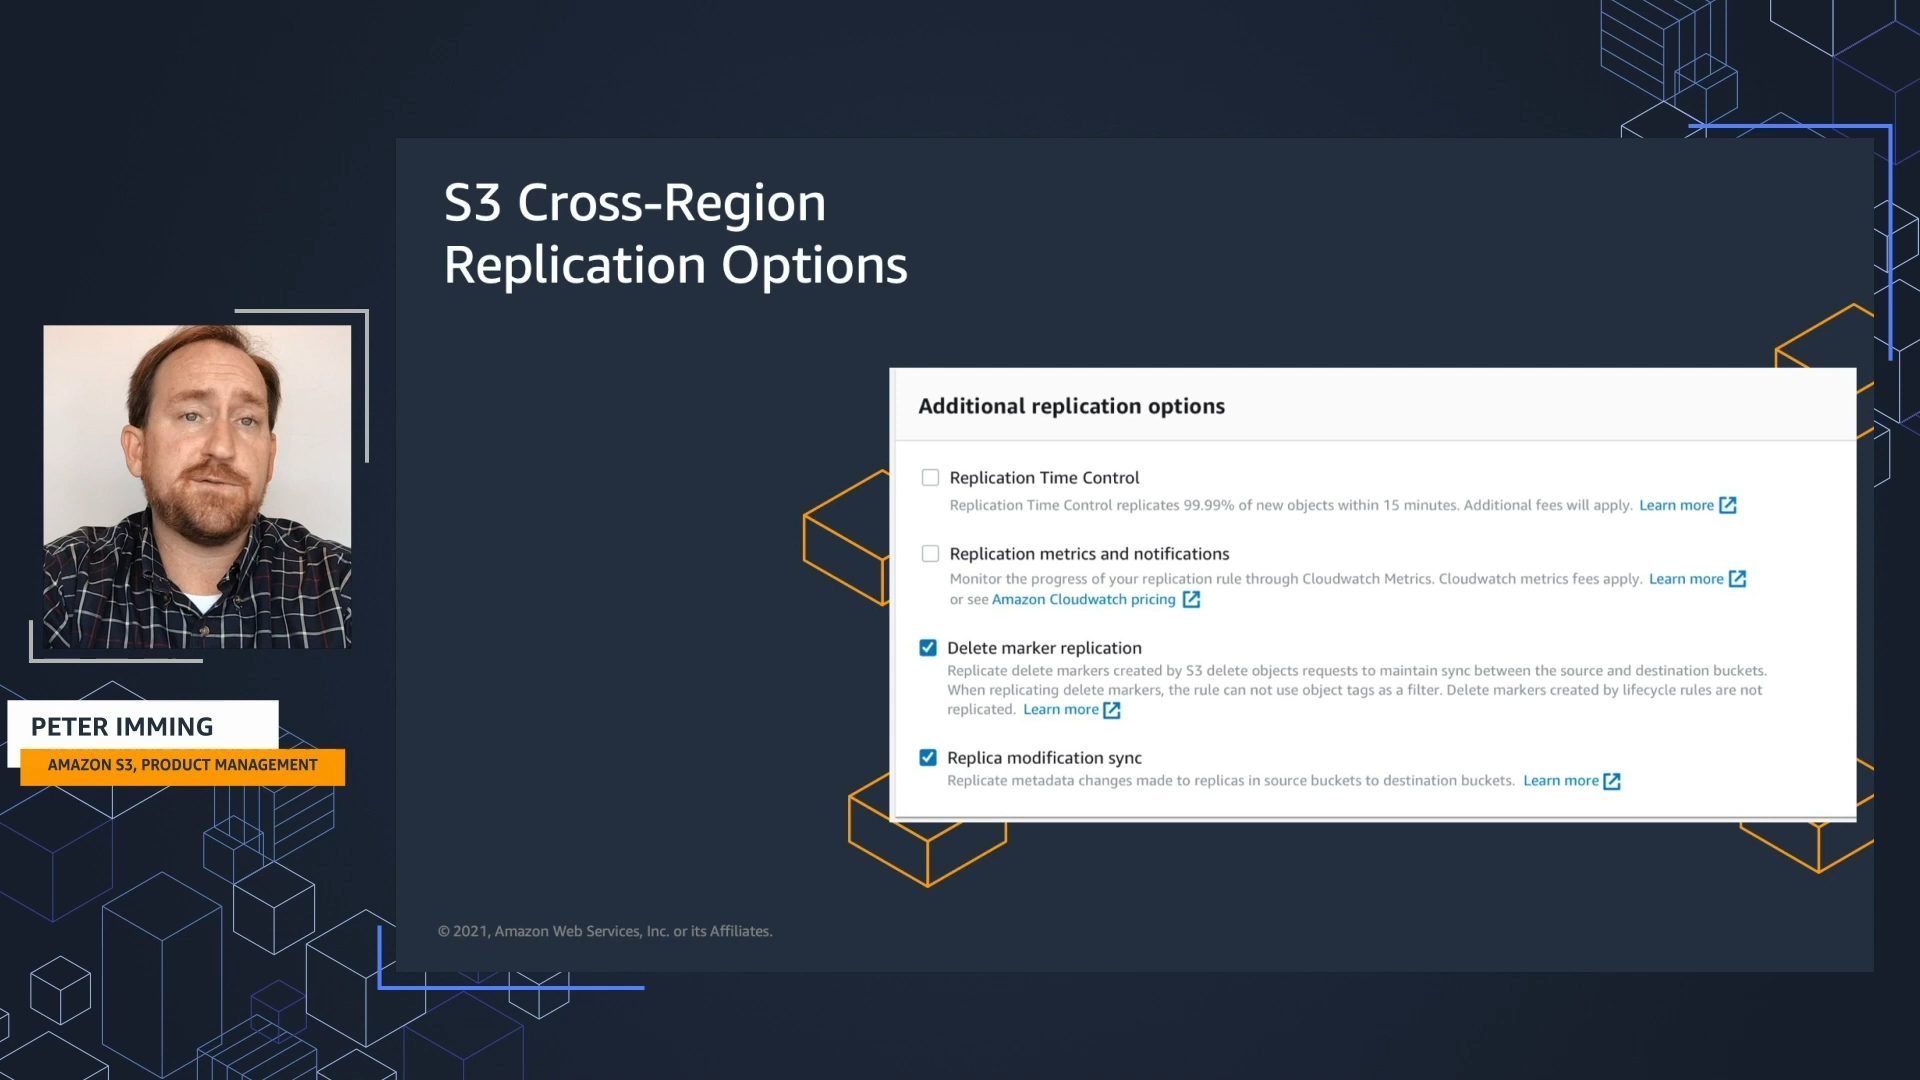 S3 Cross-Region
Replication Options
Additional replication options
Replication Time Control
Replication Time Control replicates 99.99% of new objects within 15 minutes. Additional fees will apply. Learn more
Replication metrics and notifications
Monitor the progress of your replication rule through Cloudwatch Metrics. Cloudwatch metrics fees apply. Learn more
or see Amazon Cloudwatch pricing
Delete marker replication
Replicate delete markers created by S3 delete objects requests to maintain sync between the source and destination buckets.
When replicating delete markers, the rule can not use object tags as a filter. Delete markers created by lifecycle rules are not
replicated. Learn more
Replica modification sync
Replicate metadata changes made to replicas in source buckets to destination buckets. Learn more
PETER IMMING
AMAZON S3, PRODUCT MANAGEMENT
© 2021, Amazon Web Services, Inc. or its Affiliates.